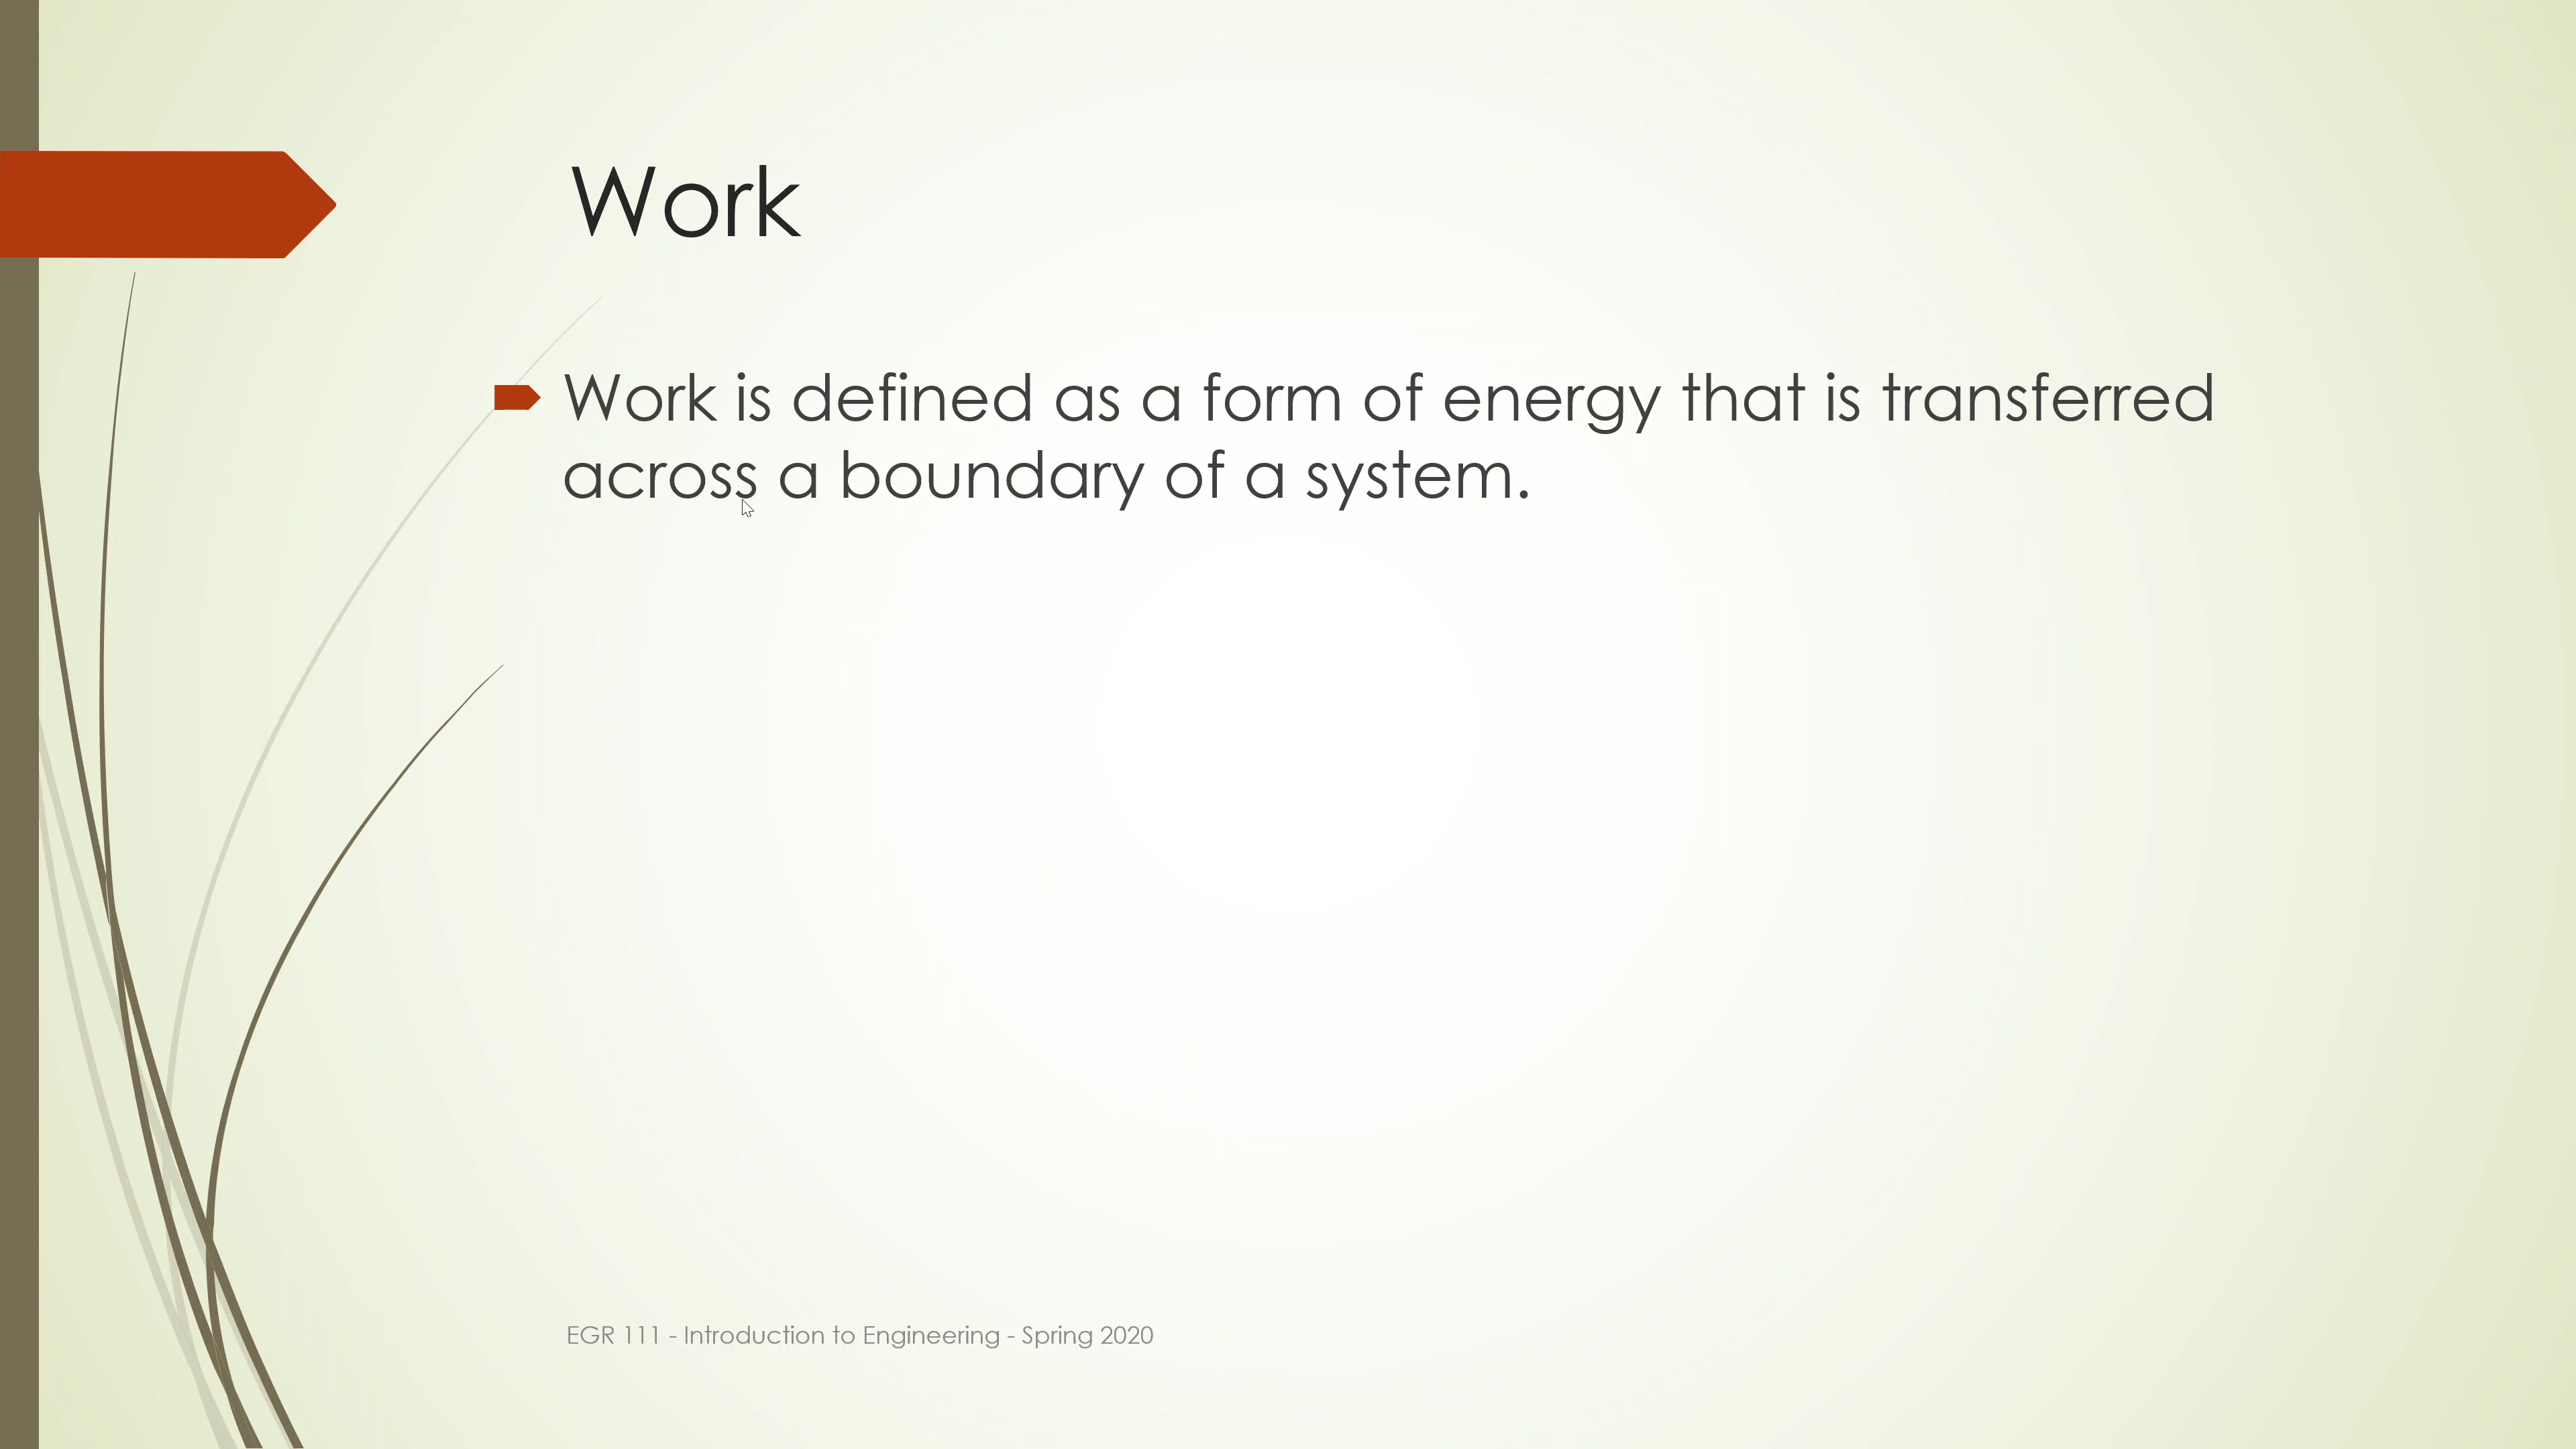 Work
Work is defined as a form of energy that is transferred
across a boundary of a system.
EGR 111 - Introduction to Engineering - Spring 2020